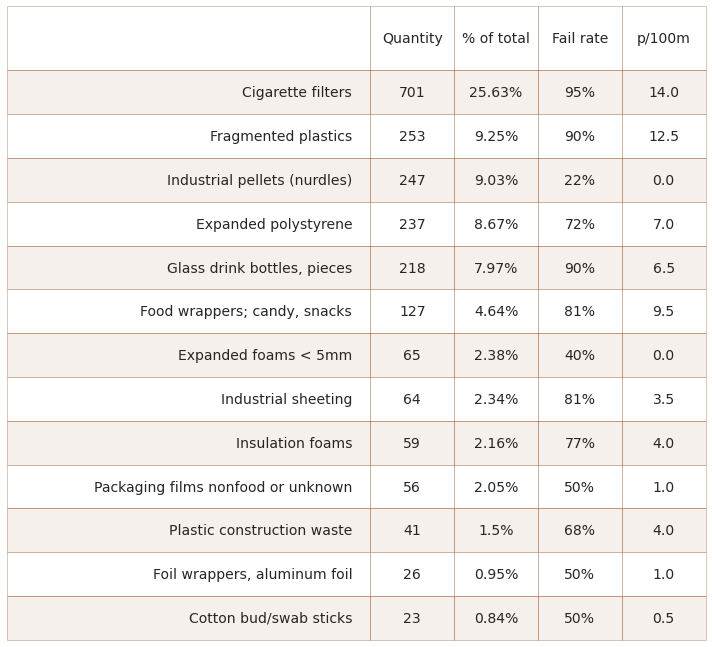 Quantity % of total Fail rate p/100m
Cigarette filters 701 25.63% 95% 14.0
Fragmented plastics 253 9.25% 90% 12.5
Industrial pellets (nurdles) 247 9.03% 22% 0.0
Expanded polystyrene 237 8.67% 72% 7.0
Glass drink bottles, pieces 218 7.97% 90% 6.5
Food wrappers; candy, snacks 127 4.64% 81% 9.5
Expanded foams < 5mm 65 2.38% 40% 0.0
Industrial sheeting 64 2.34% 81% 3.5
Insulation foams 59 2.16% 77% 4.0
Packaging films nonfood or unknown 56 2.05% 50% 1.0
Plastic construction waste 41 1.5% 68% 4.0
Foil wrappers, aluminum foil 26 0.95% 50% 1.0
Cotton bud/swab sticks 23 0.84% 50% 0.5